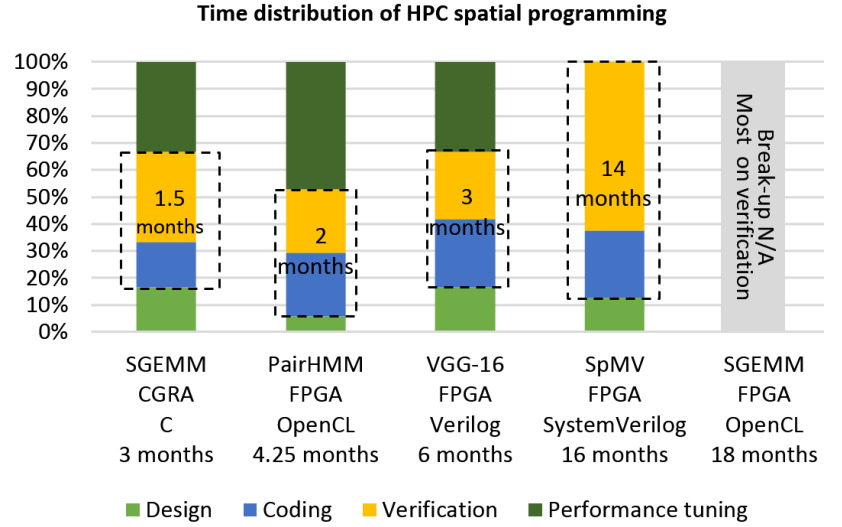 Time distribution of HPC spatial programming
100%
90%
80%
70%
60%
50%
40%
30%
20%
10%
0%
1.5
months
2
months
3
months
14
months
Break-up N/A
Most on verification
SGEMM
CGRA
C
3 months
PairHMM
FPGA
OpenCL
4.25 months
VGG-16
FPGA
Verilog
6 months
SpMV
FPGA
SystemVerilog
16 months
SGEMM
FPGA
OpenCL
18 months
Design
Coding
Verification
Performance tuning